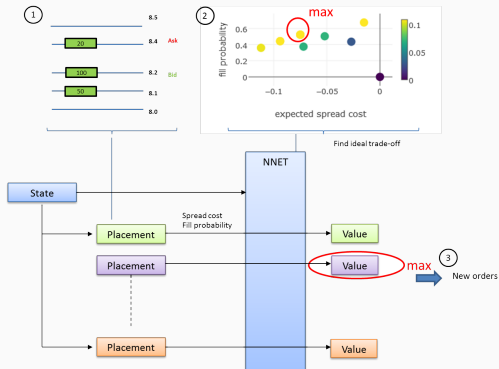 1
8.5
20
8.4
Ask
100
8.2
Bid
50
8.1
8.0
2
max
fill probability
0.6
0.4
0.2
0
−0.1
−0.05
0
expected spread cost
0.1
0.05
0
Find ideal trade-off
NNET
State
Spread cost
Fill probability
Placement
Value
Placement
Value
max
3
New orders
Placement
Value